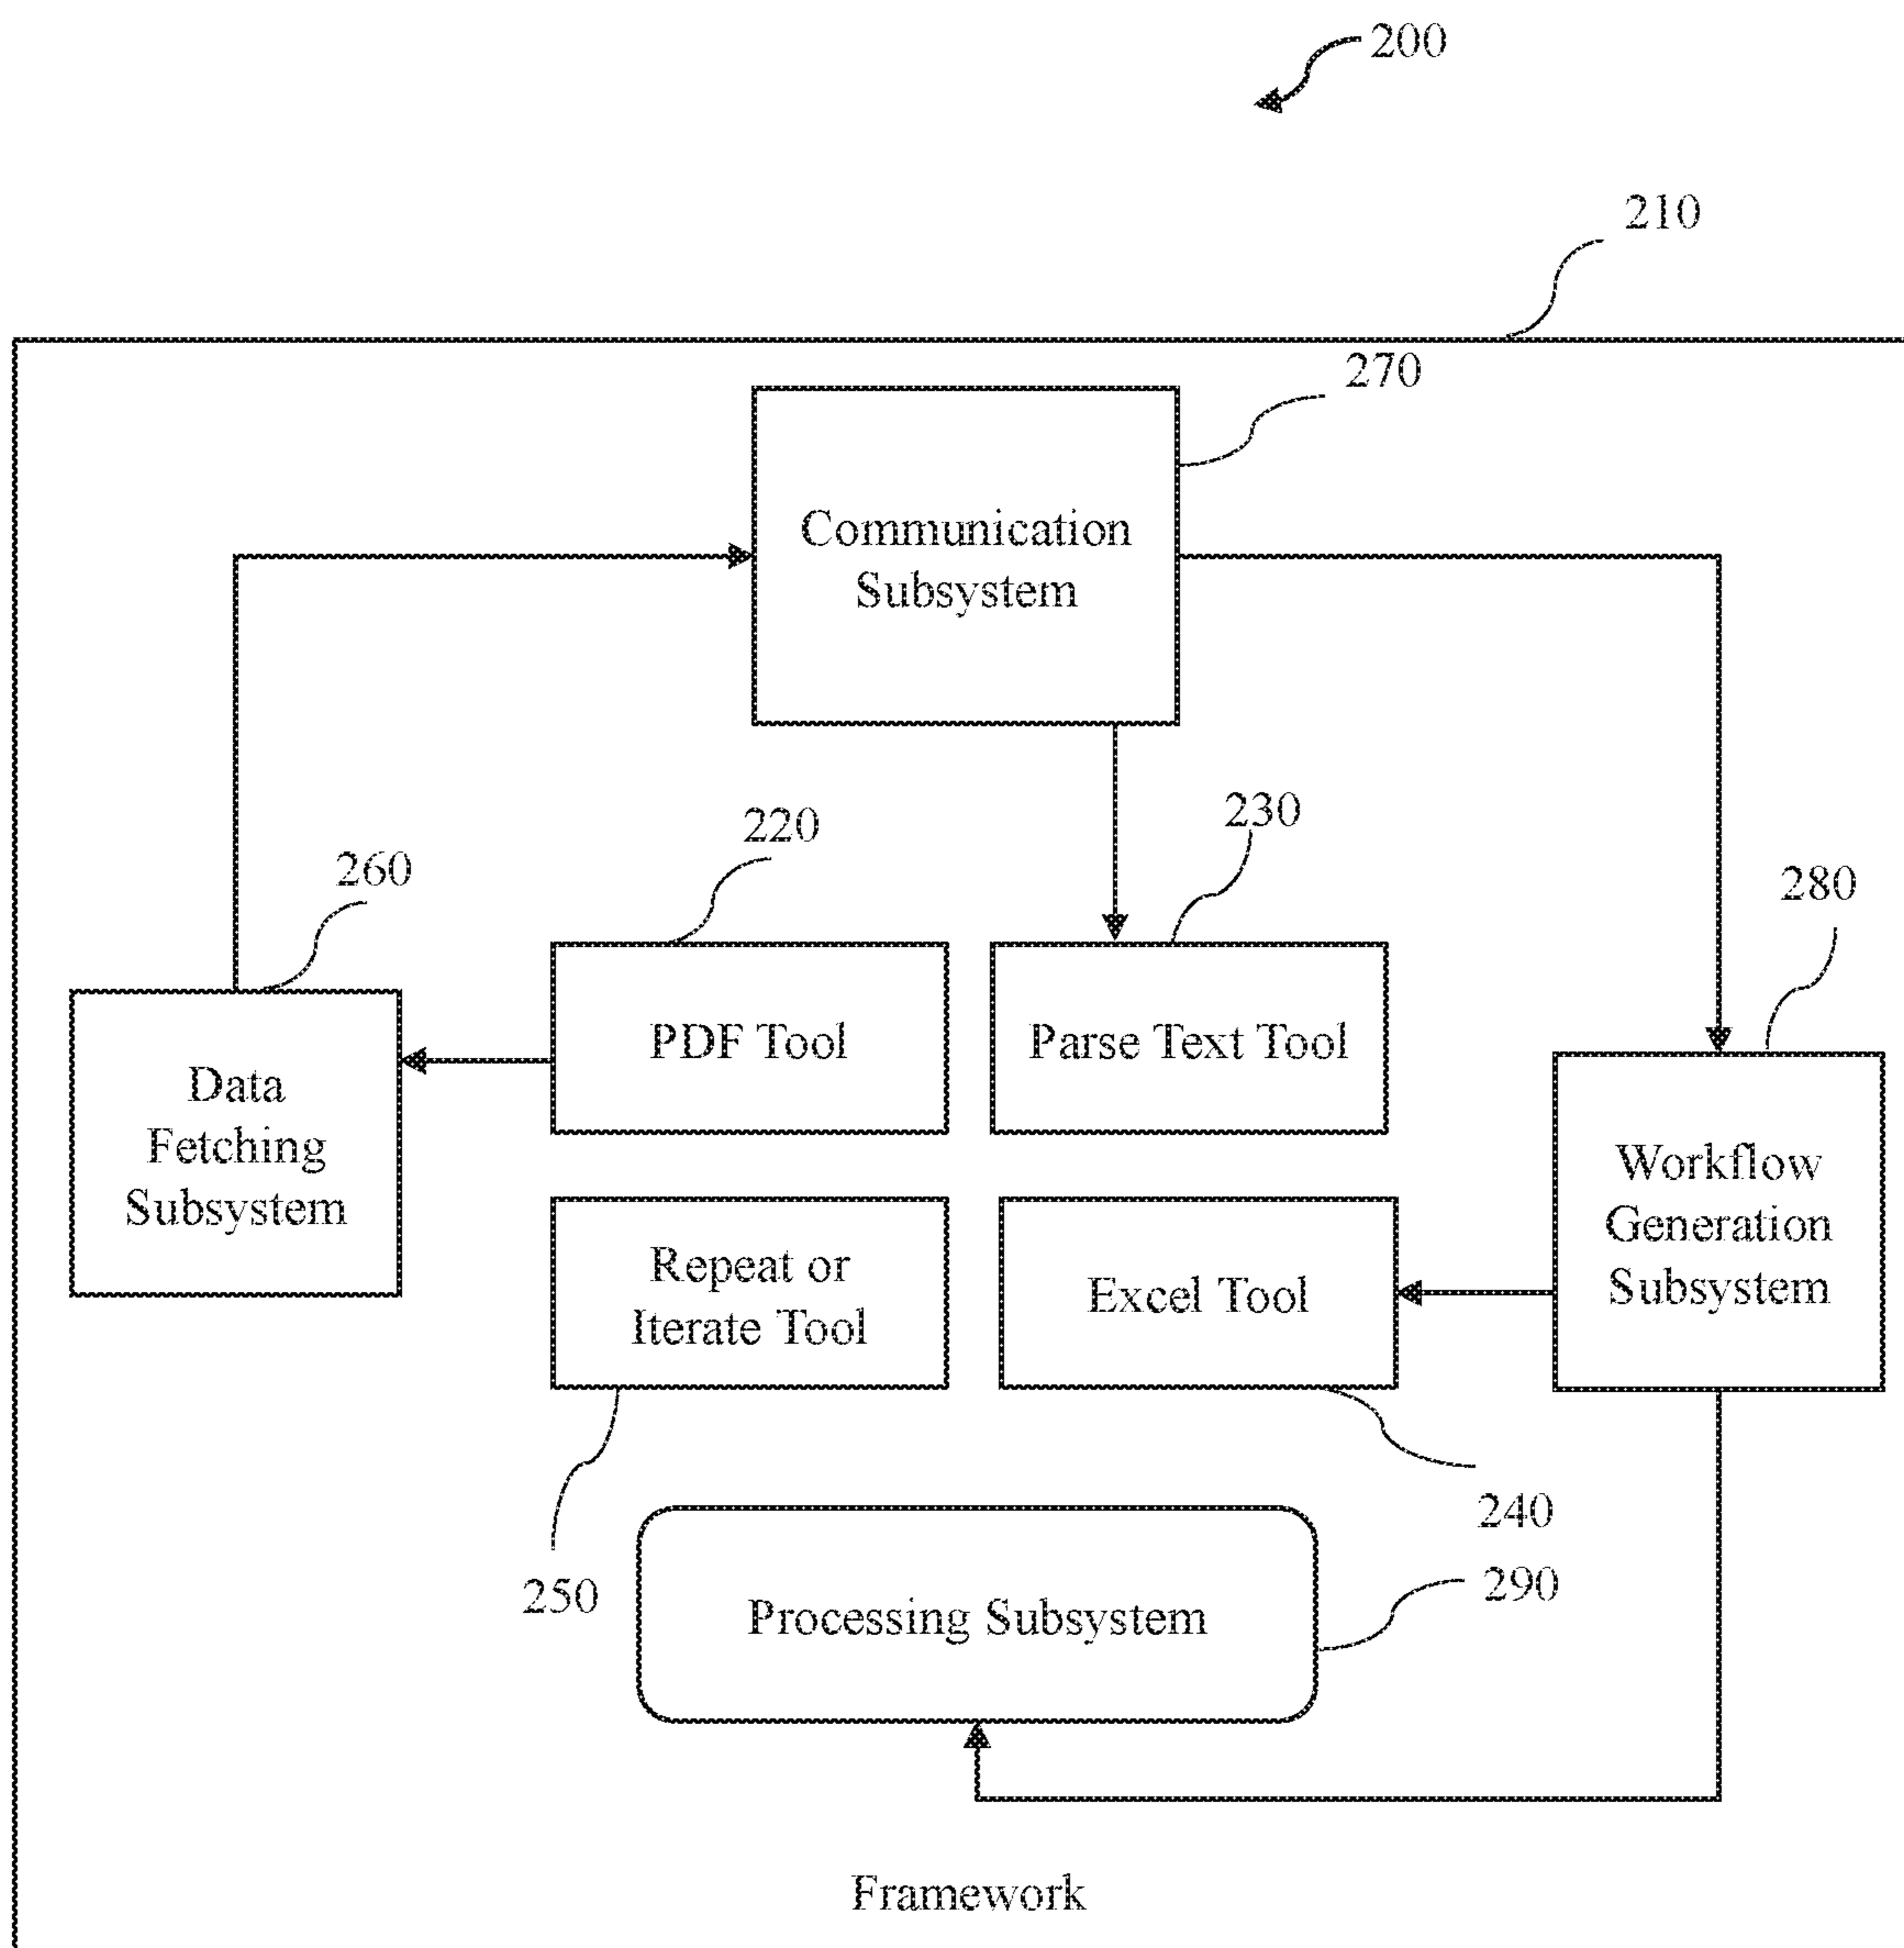 200
210
270
Communication
Subsystem
220
230
260
280
PDF Tool
Parse Text Tool
Data
Fetching
Subsystem
Workflow
Generation
Subsystem
Repeat or
Iterate Tool
Excel Tool
240
250
290
Processing Subsystem
Framework